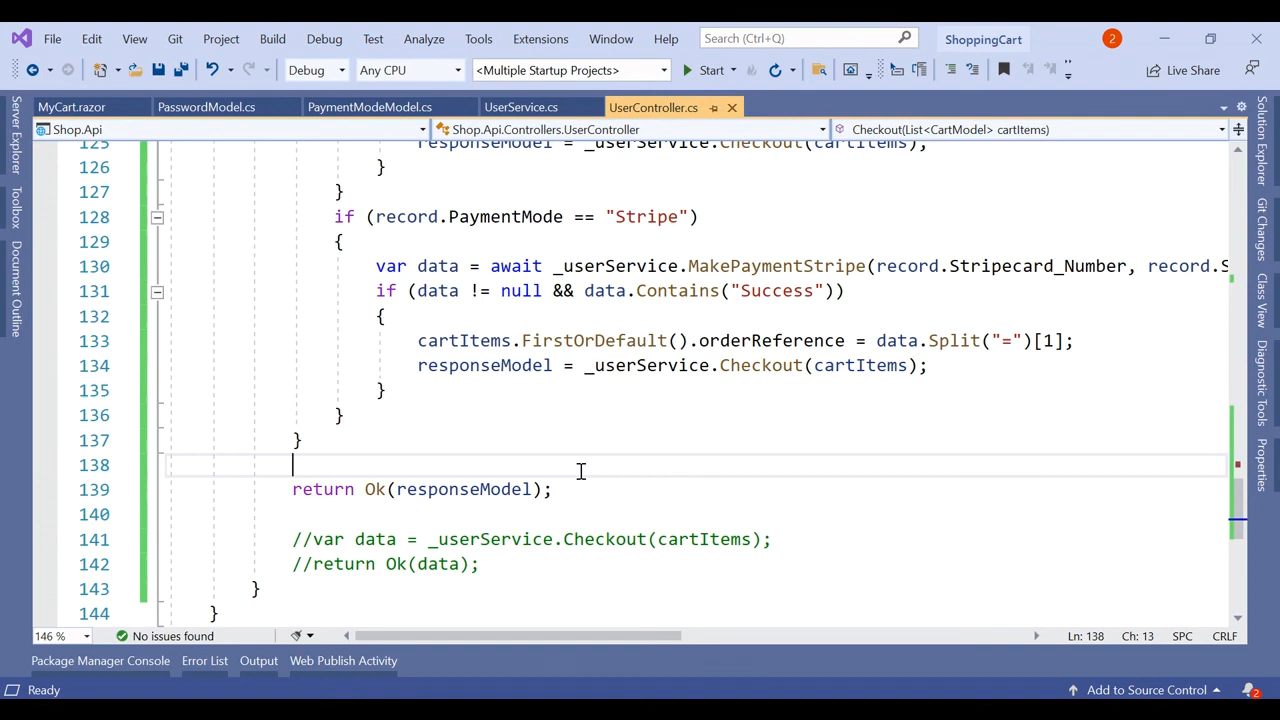 File Edit View Git Project Build Debug Test Analyze Tools Extensions Window Help Search (Ctrl+Q) ShoppingCart 2
Debug Any CPU <Multiple Startup Projects> Start Live Share
MyCart.razor PasswordModel.cs PaymentModeModel.cs UserService.cs UserController.cs
Shop.Api Shop.Api.Controllers.UserController Checkout(List<CartModel> cartItems)
125 responseModel = _userService.Checkout(cartItems);
126 }
127 }
128 if (record.PaymentMode == "Stripe")
129 {
130 var data = await _userService.MakePaymentStripe(record.Stripecard_Number, record.S
131 if (data != null && data.Contains("Success"))
132 {
133 cartItems.FirstOrDefault().orderReference = data.Split("=")[1];
134 responseModel = _userService.Checkout(cartItems);
135 }
136 }
137 }
138
139 return Ok(responseModel);
140
141 //var data = _userService.Checkout(cartItems);
142 //return Ok(data);
143 }
144 }
146 % No issues found Ln: 138 Ch: 13 SPC CRLF
Package Manager Console Error List Output Web Publish Activity
Ready Add to Source Control 2
Server Explorer
Toolbox
Document Outline
Solution Explorer
Git Changes
Class View
Diagnostic Tools
Properties